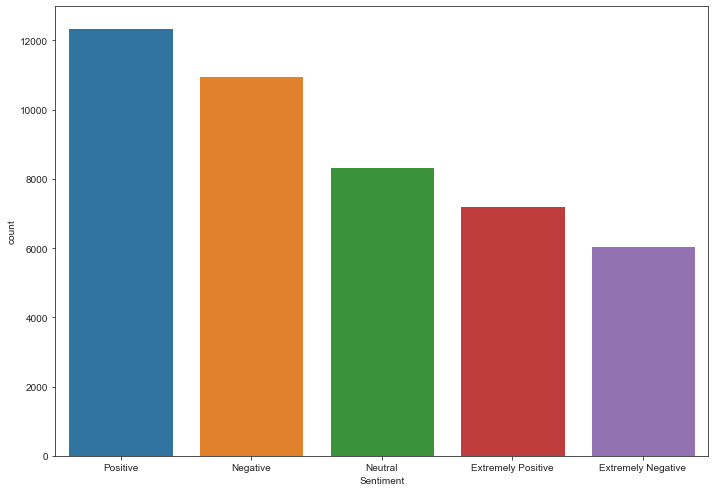 12000
10000
8000
6000
4000
2000
0
count
Positive
Negative
Neutral
Extremely Positive
Extremely Negative
Sentiment